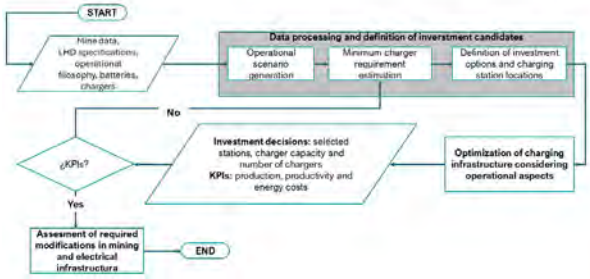 START
Mine data,
LHD specifications,
operational
filosophy, batteries,
chargers
Data processing and definition of inverstment candidates
Operational
scenario
generation
Minimum charger
requirement
estimation
Definition of investment
options and charging
station locations
No
Optimization of charging
infrastructure considering
operational aspects
Investment decisions: selected
stations, charger capacity and
number of chargers
KPIs: production, productivity and
energy costs
¿KPIs?
Yes
Assesment of required
modifications in mining
and electrical
infrastructura
END